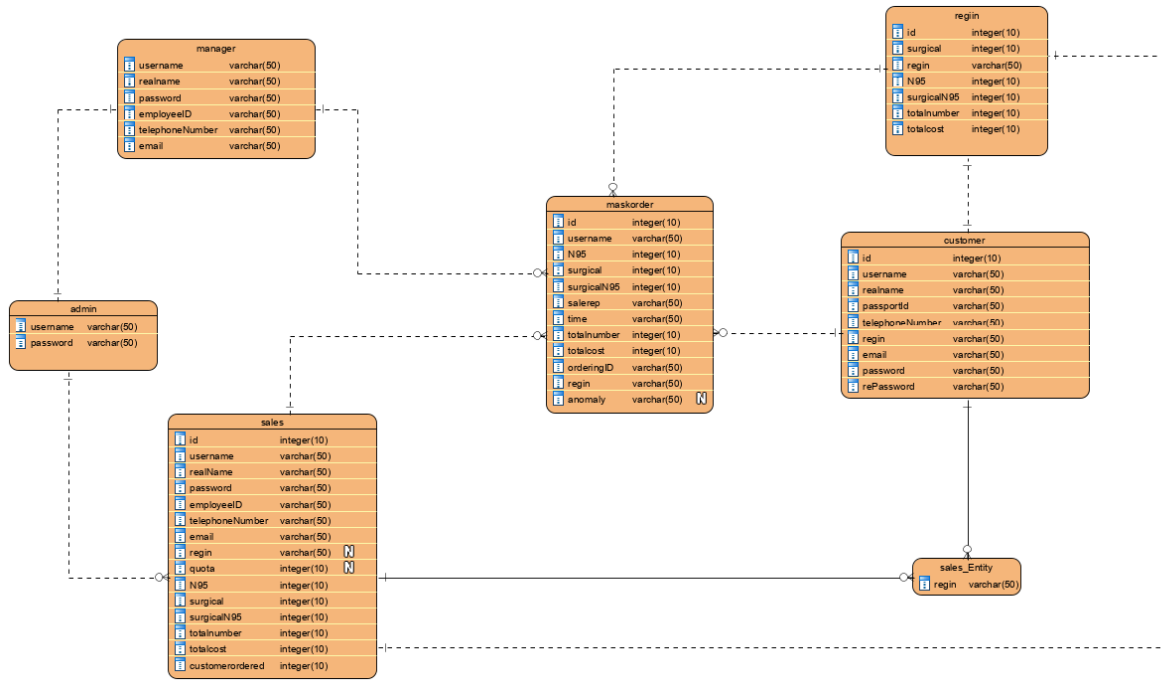 regiin
id integer(10)
surgical integer(10)
regin varchar(50)
N95 integer(10)
surgicalN95 integer(10)
totalnumber integer(10)
totalcost integer(10)
manager
username varchar(50)
realname varchar(50)
password varchar(50)
employeeID varchar(50)
telephoneNumber varchar(50)
email varchar(50)
maskorder
id integer(10)
username varchar(50)
N95 integer(10)
surgical integer(10)
surgicalN95 integer(10)
salerep varchar(50)
time varchar(50)
totalnumber integer(10)
totalcost integer(10)
orderingID varchar(50)
regin varchar(50)
anomaly varchar(50) N
customer
id integer(10)
username varchar(50)
realname varchar(50)
passportId varchar(50)
telephoneNumber varchar(50)
regin varchar(50)
email varchar(50)
password varchar(50)
rePassword varchar(50)
admin
username varchar(50)
password varchar(50)
sales
id integer(10)
username varchar(50)
realName varchar(50)
password varchar(50)
employeeID varchar(50)
telephoneNumber varchar(50)
email varchar(50)
regin varchar(50) N
quota integer(10) N
N95 integer(10)
surgical integer(10)
surgicalN95 integer(10)
totalnumber integer(10)
totalcost integer(10)
customerordered integer(10)
sales_Entity
regin varchar(50)